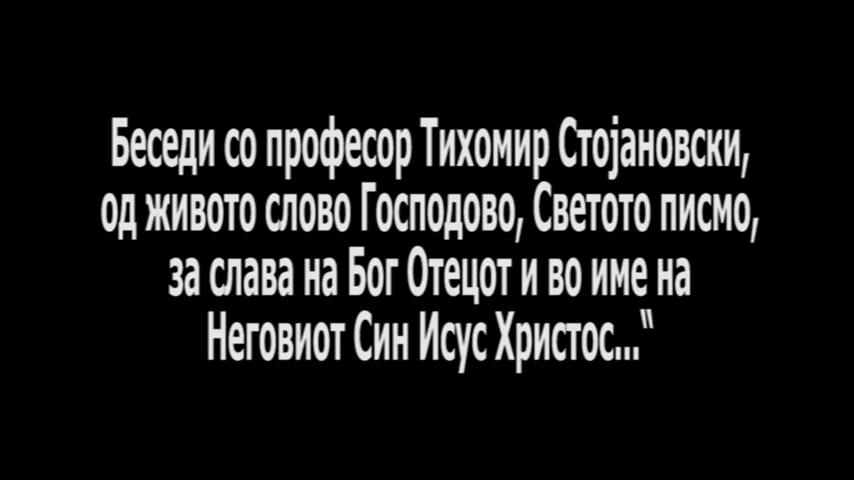 Беседи со професор Тихомир Стојановски,
од живото слово Господово, Светото писмо,
за слава на Бог Отецот и во име на
Неговиот Син Исус Христос...‟